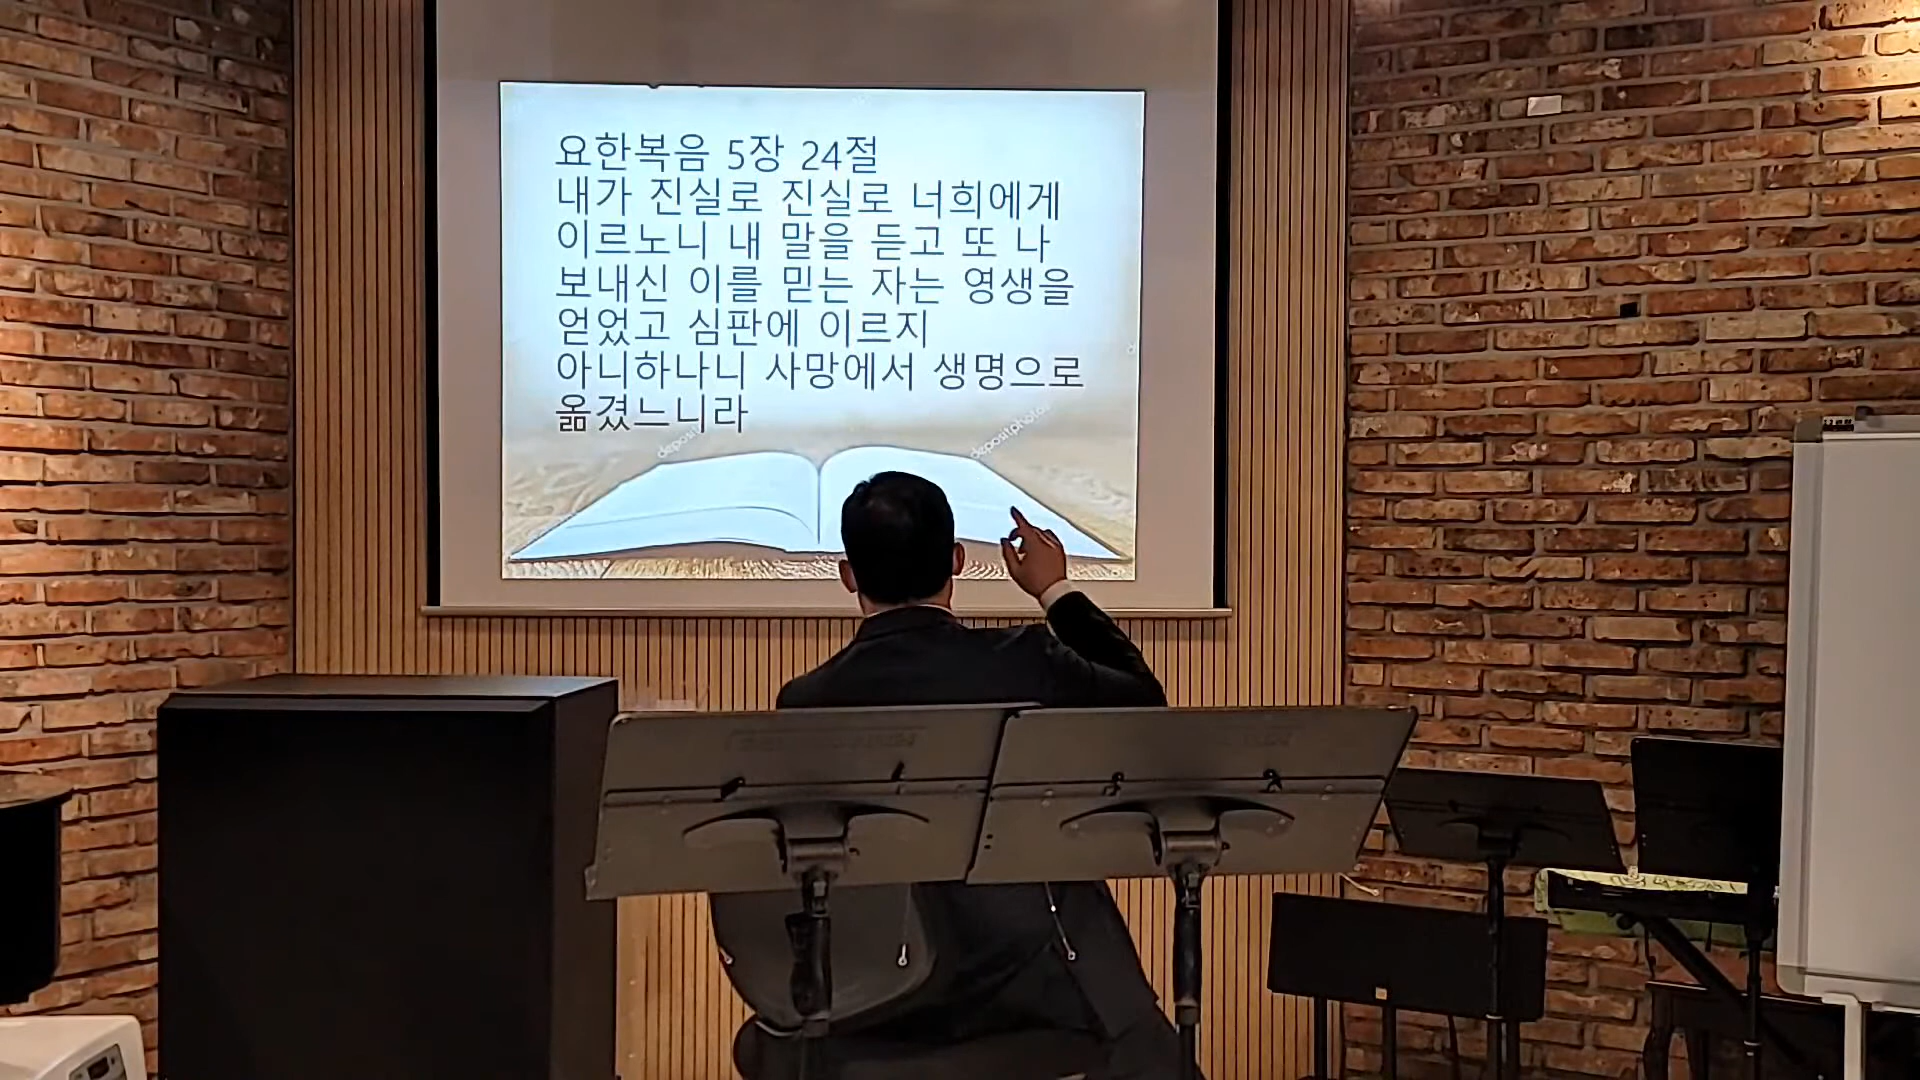 요한복음 5장 24절
내가 진실로 진실로 너희에게
이르노니 내 말을 듣고 또 나
보내신 이를 믿는 자는 영생을
얻었고 심판에 이르지
아니하나니 사망에서 생명으로
옮겼느니라
depositphotos